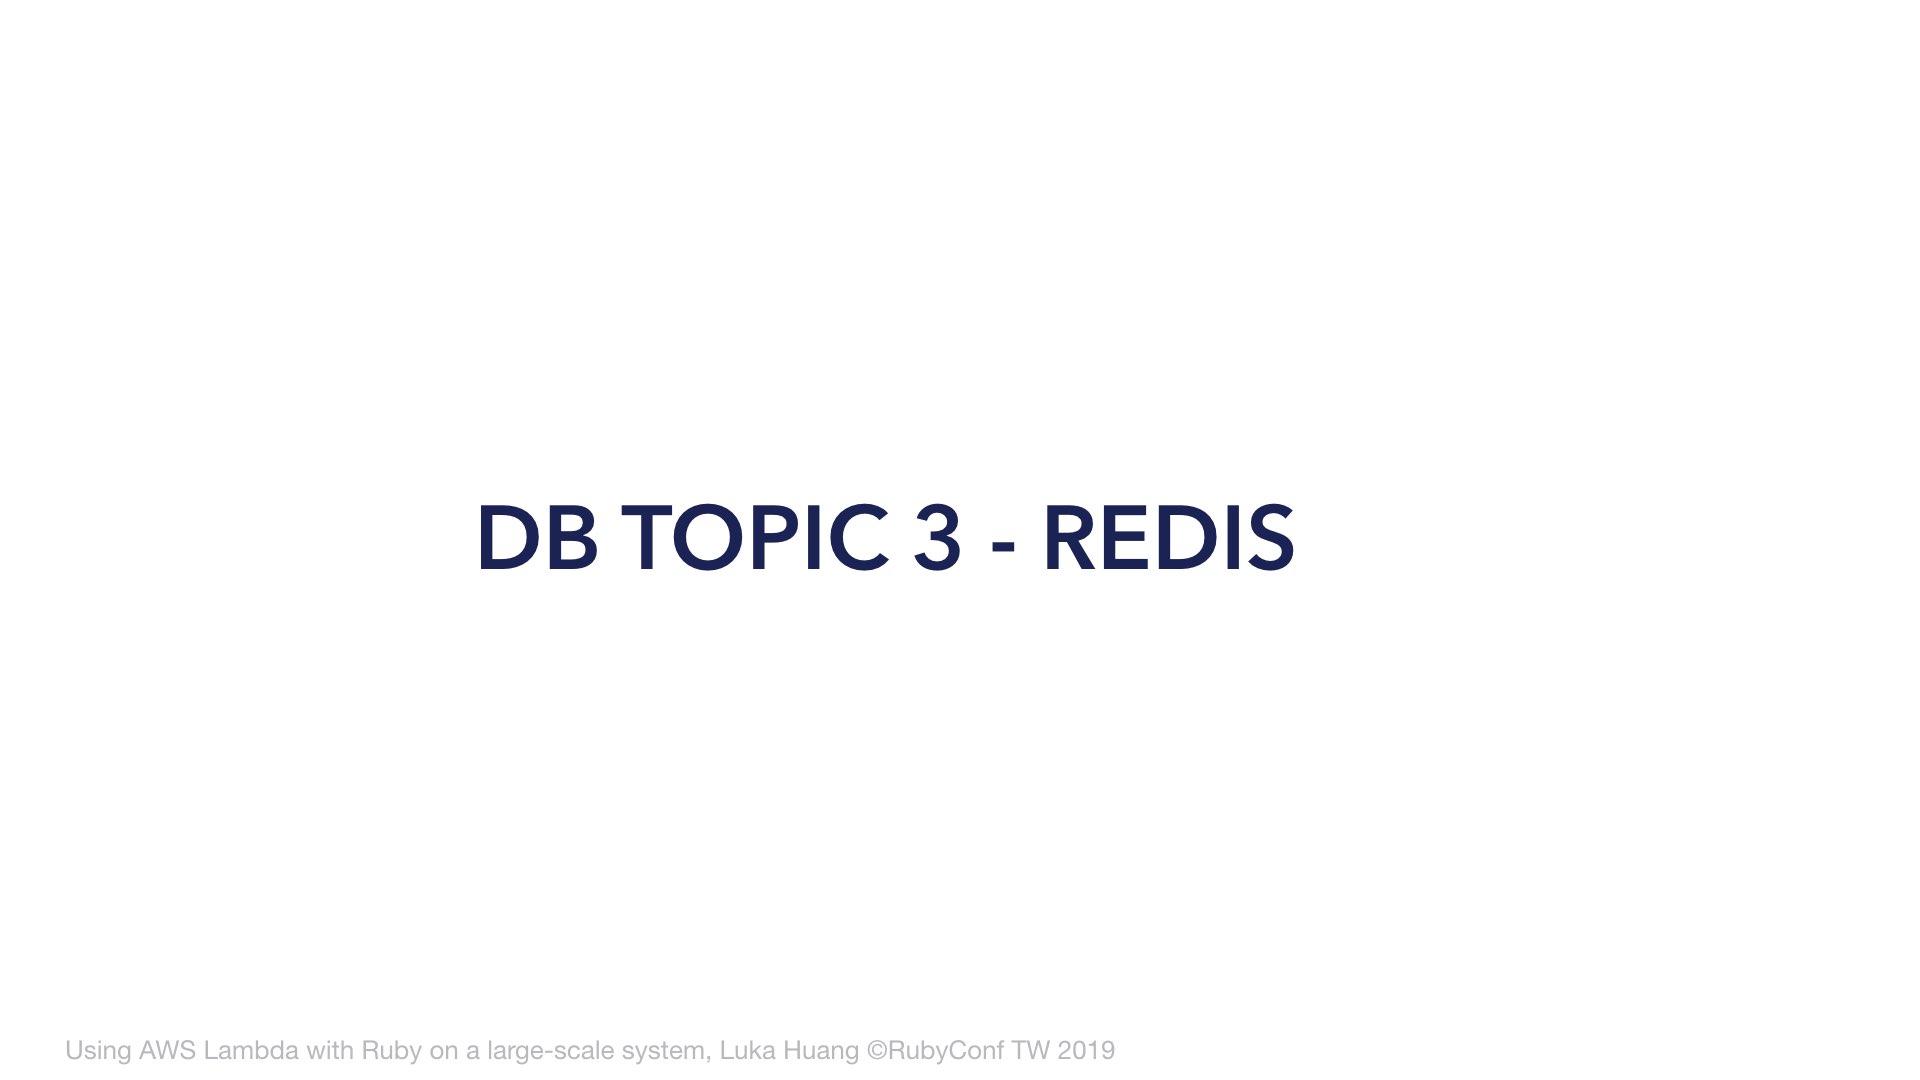 DB TOPIC 3 - REDIS
Using AWS Lambda with Ruby on a large-scale system, Luka Huang ©RubyConf TW 2019